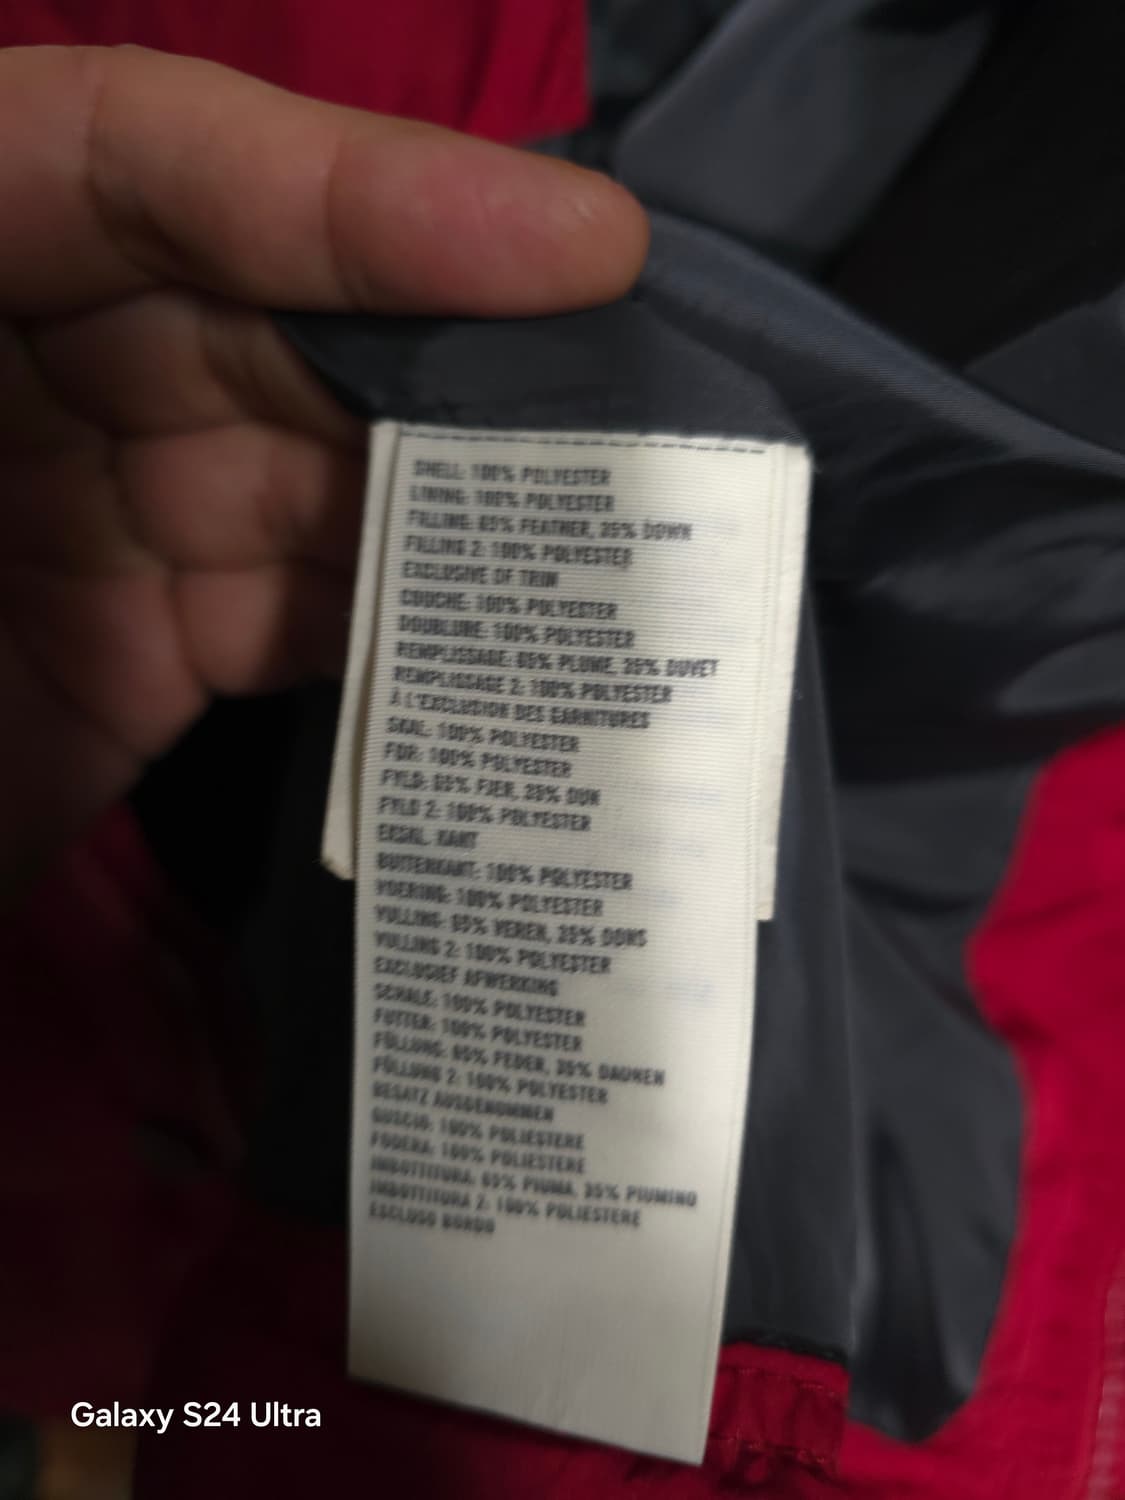 SHELL: 100% POLYESTER
LINING: 100% POLYESTER
FILLING: 65% FEATHER, 35% DOWN
FILLING 2: 100% POLYESTER
EXCLUSIVE OF TRIM
COUCHE: 100% POLYESTER
DOUBLURE: 100% POLYESTER
REMPLISSAGE: 65% PLUME, 35% DUVET
REMPLISSAGE 2: 100% POLYESTER
À L'EXCLUSION DES GARNITURES
SKAL: 100% POLYESTER
FOR: 100% POLYESTER
FYLD: 65% FJER, 35% DUN
FYLD 2: 100% POLYESTER
EKSKL. KANT
BUITENKANT: 100% POLYESTER
VOERING: 100% POLYESTER
VULLING: 65% VEREN, 35% DONS
VULLING 2: 100% POLYESTER
EXCLUSIEF AFWERKING
SCHALE: 100% POLYESTER
FUTTER: 100% POLYESTER
FÜLLUNG: 65% FEDER, 35% DAUNEN
FÜLLUNG 2: 100% POLYESTER
BESATZ AUSGENOMMEN
GUSCIO: 100% POLIESTERE
FODERA: 100% POLIESTERE
IMBOTTITURA: 65% PIUMA, 35% PIUMINO
IMBOTTITURA 2: 100% POLIESTERE
ESCLUSO BORDO
Galaxy S24 Ultra